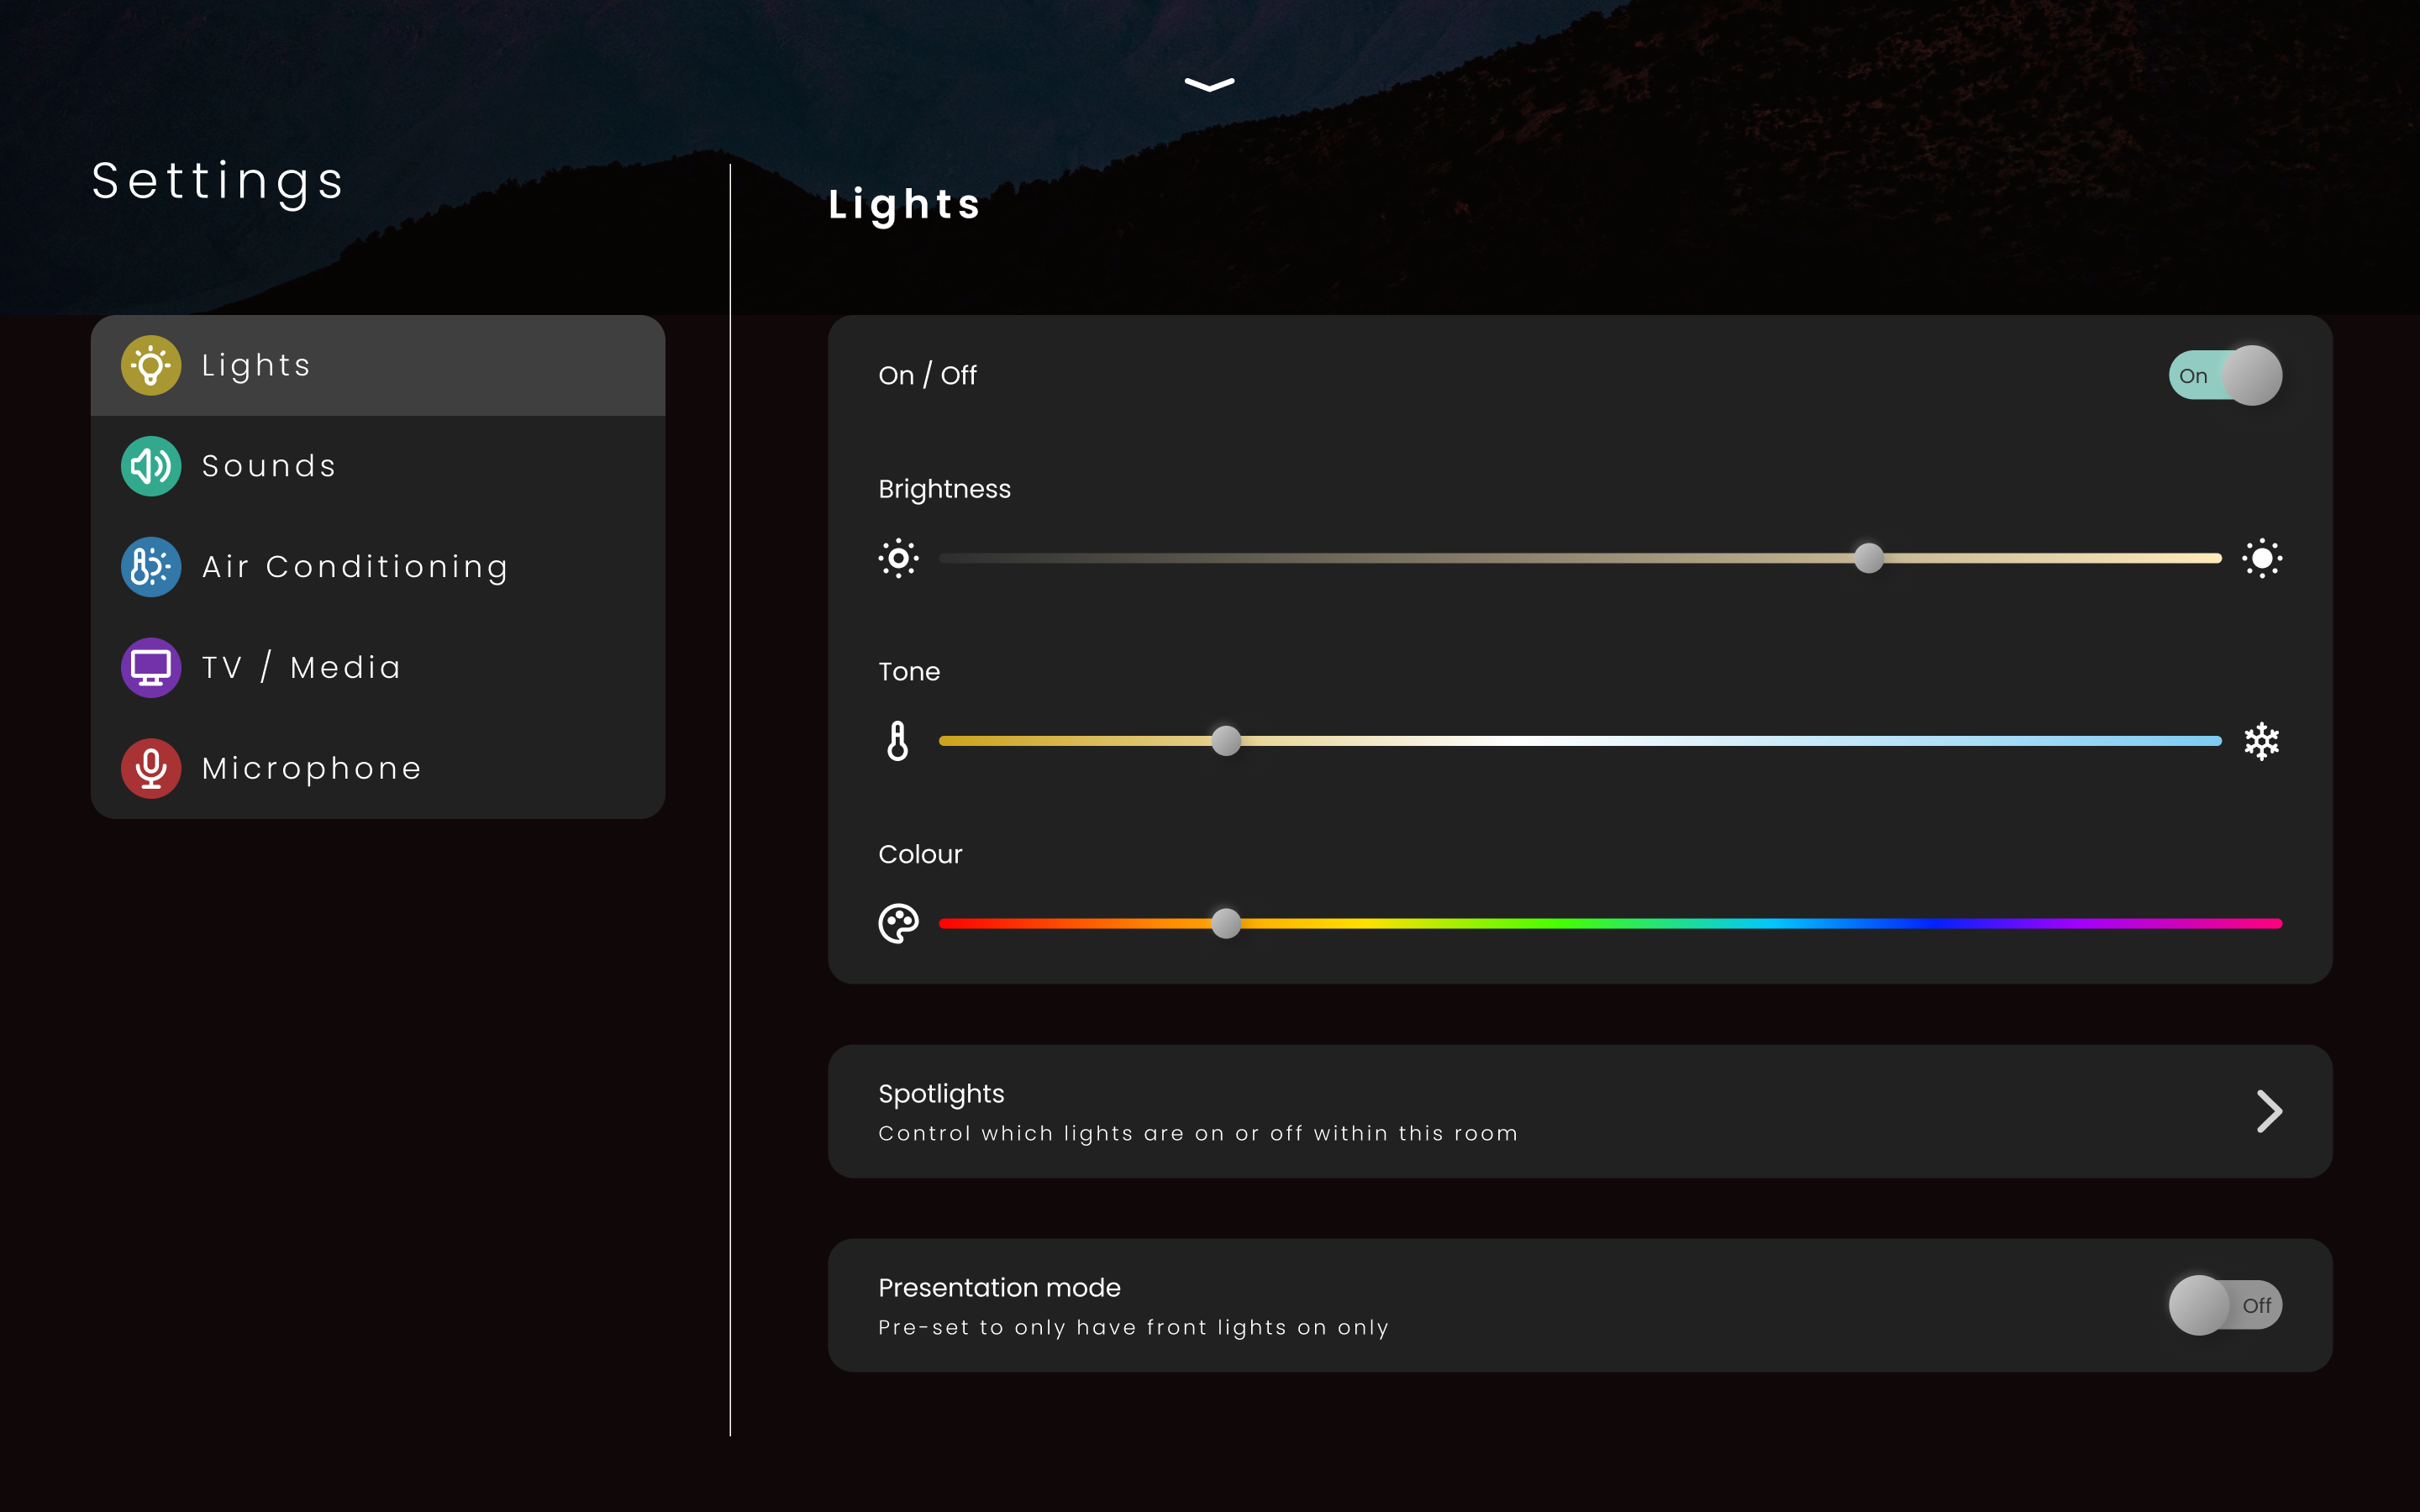 Settings
Lights
Sounds
Air Conditioning
TV / Media
Microphone
Lights
On / Off
On
Brightness
Tone
Colour
Spotlights
Control which lights are on or off within this room
Presentation mode
Pre-set to only have front lights on only
Off